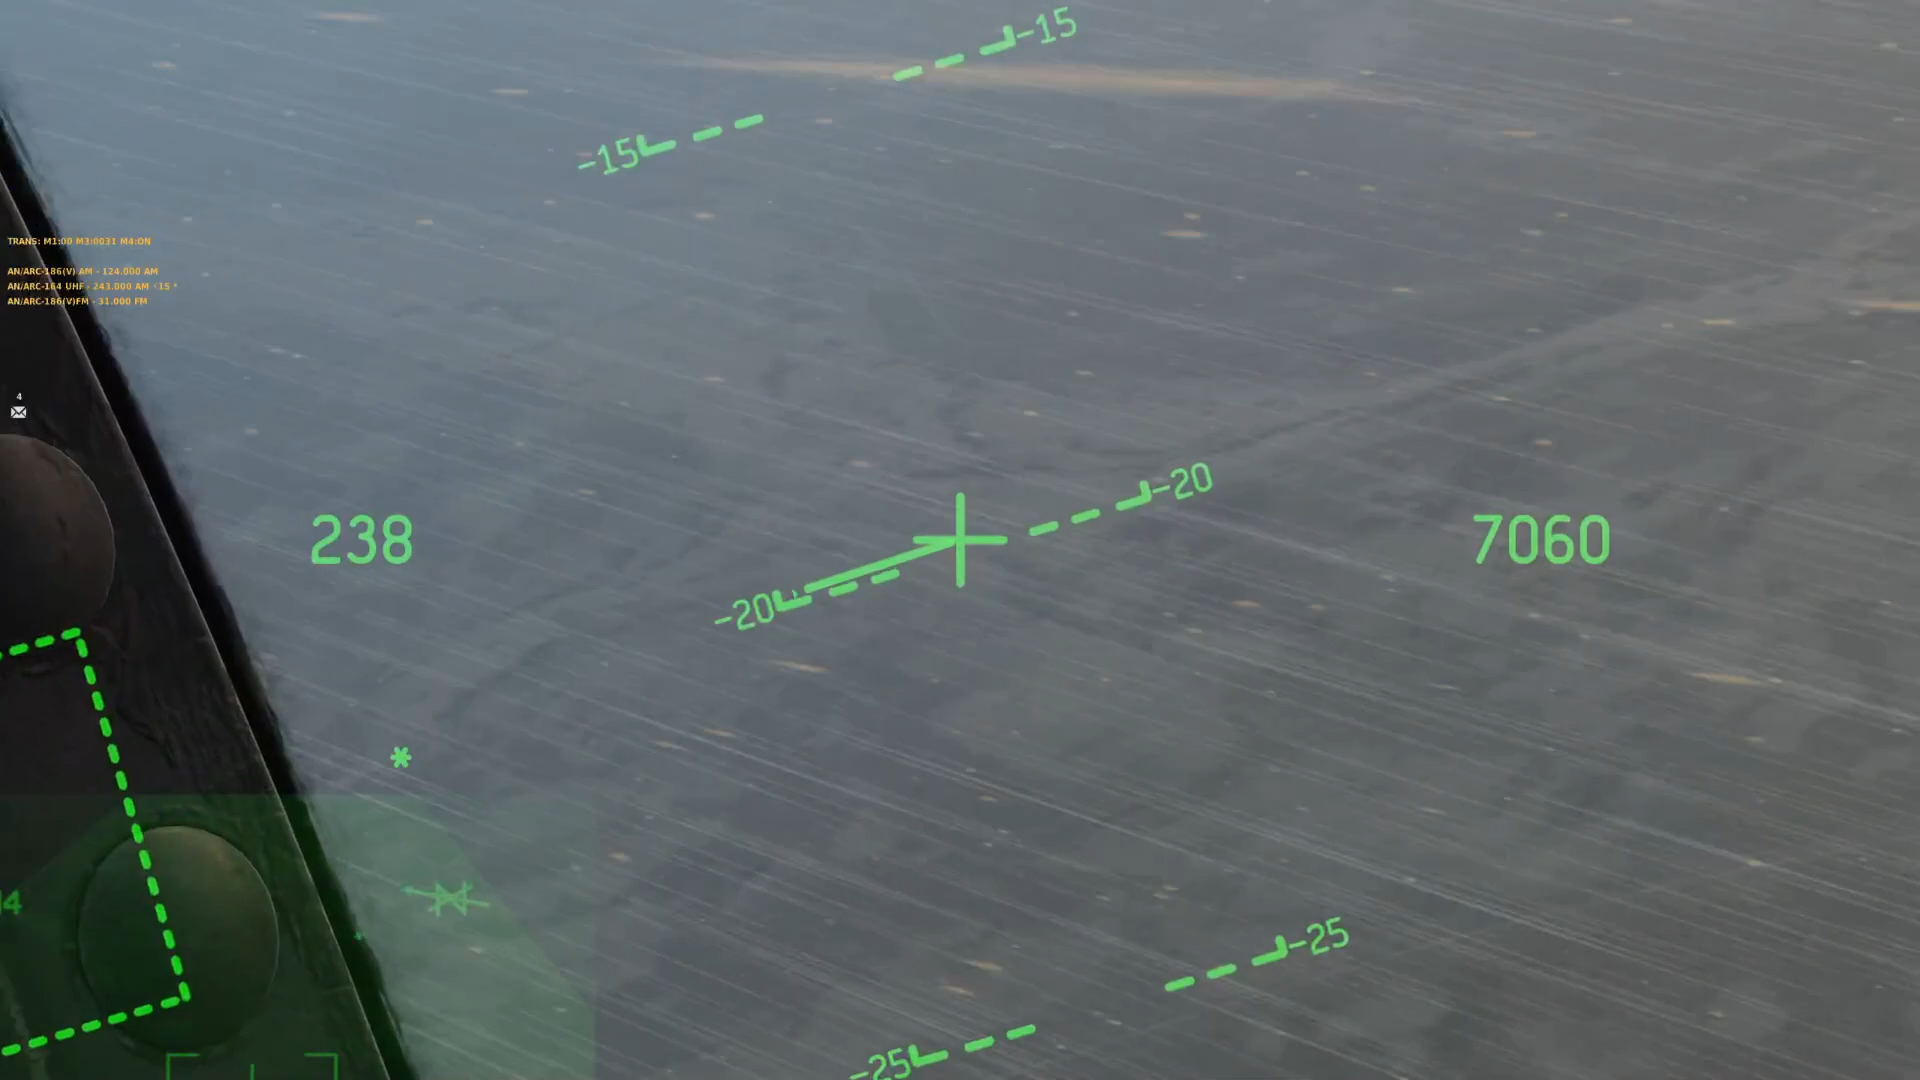 -15
-15
TRANS: M1:00 M3:0031 M4:ON
AN/ARC-186(V) AM - 124.000 AM
AN/ARC-164 UHF - 243.000 AM
AN/ARC-186(V)FM - 31.000 FM
4
-20
238
7060
-20
*
-25
-25